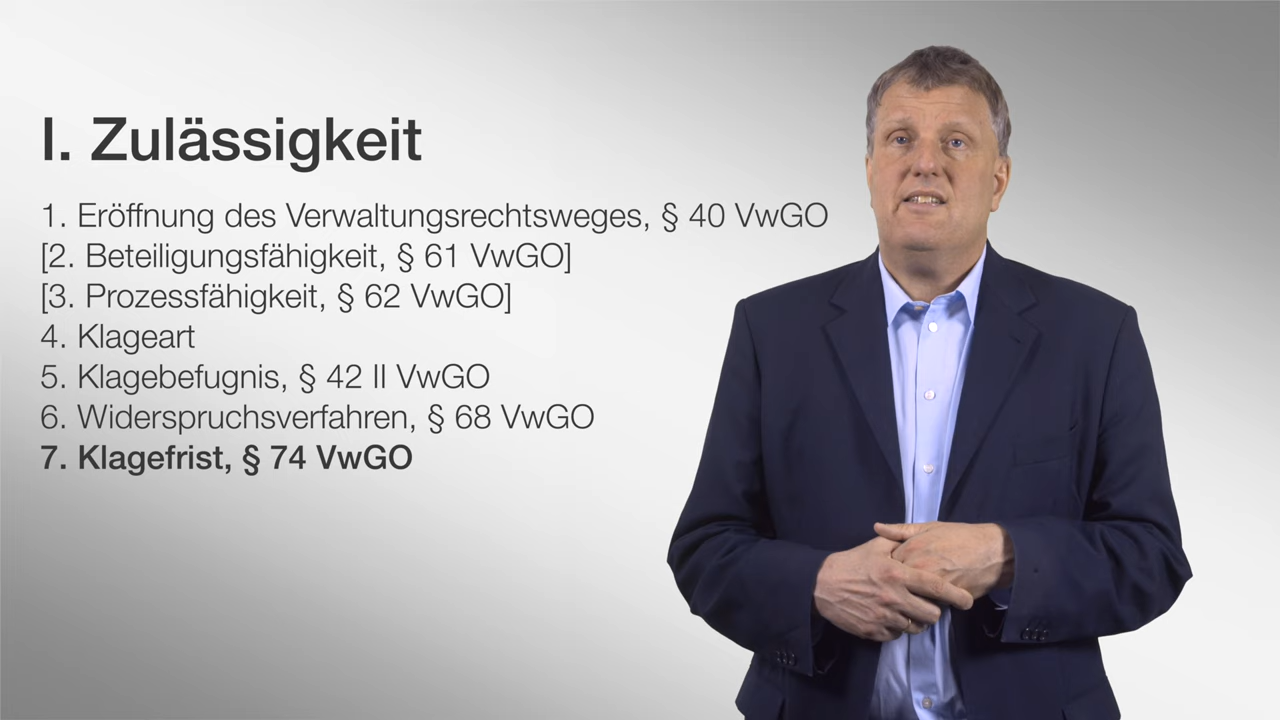 I. Zulässigkeit
1. Eröffnung des Verwaltungsrechtsweges, § 40 VwGO
[2. Beteiligungsfähigkeit, § 61 VwGO]
[3. Prozessfähigkeit, § 62 VwGO]
4. Klageart
5. Klagebefugnis, § 42 II VwGO
6. Widerspruchsverfahren, § 68 VwGO
7. Klagefrist, § 74 VwGO